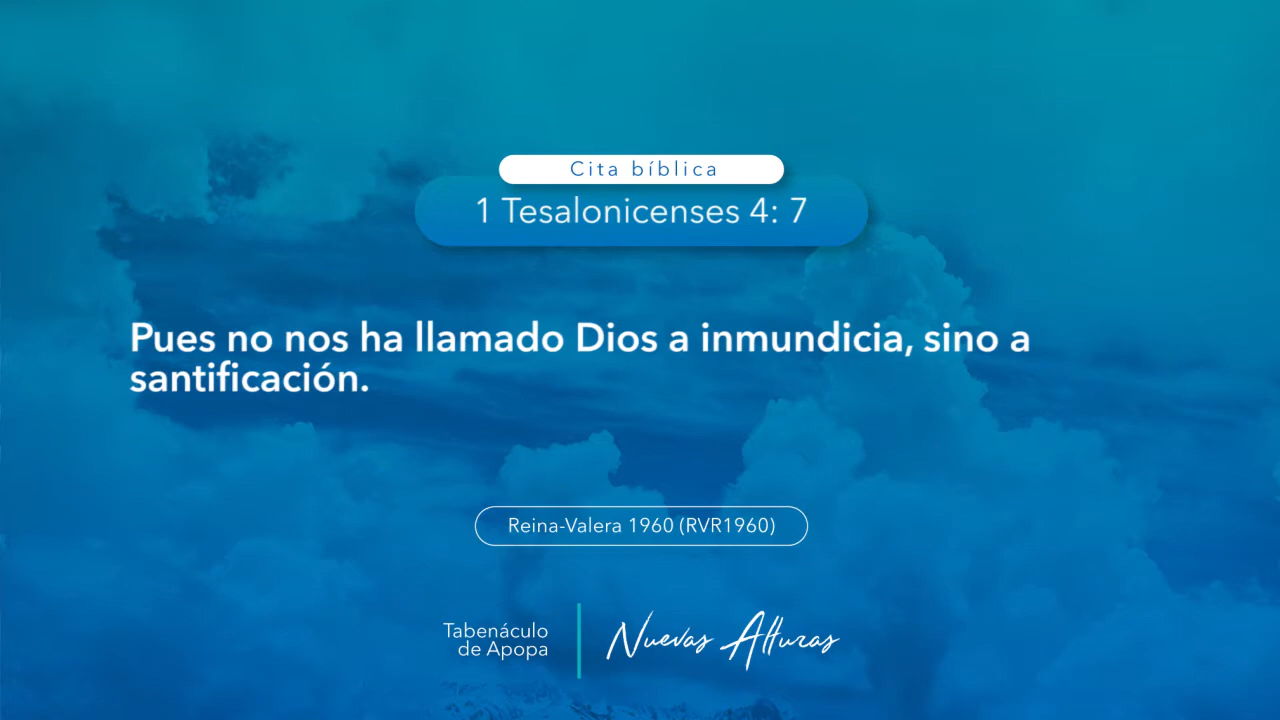 Cita bíblica
1 Tesalonicenses 4: 7
Pues no nos ha llamado Dios a inmundicia, sino a
santificación.
Reina-Valera 1960 (RVR1960)
Tabenáculo
de Apopa
Nuevas Alturas